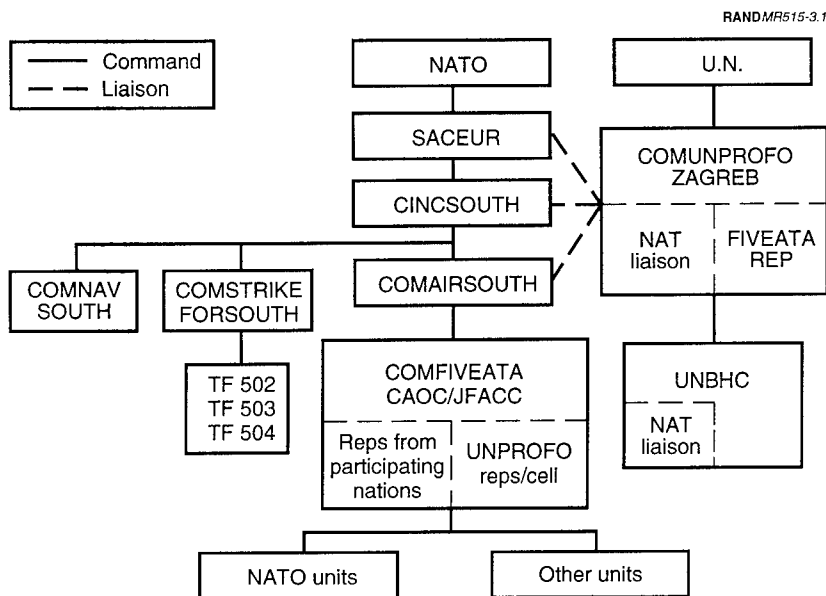 RANDMR515-3.1
Command
Liaison
NATO
U.N.
SACEUR
COMUNPROFO
ZAGREB
CINCSOUTH
NAT
liaison
FIVEATA
REP
COMNAV
SOUTH
COMSTRIKE
FORSOUTH
COMAIRSOUTH
TF 502
TF 503
TF 504
COMFIVEATA
CAOC/JFACC
Reps from
participating
nations
UNPROFO
reps/cell
UNBHC
NAT
liaison
NATO units
Other units